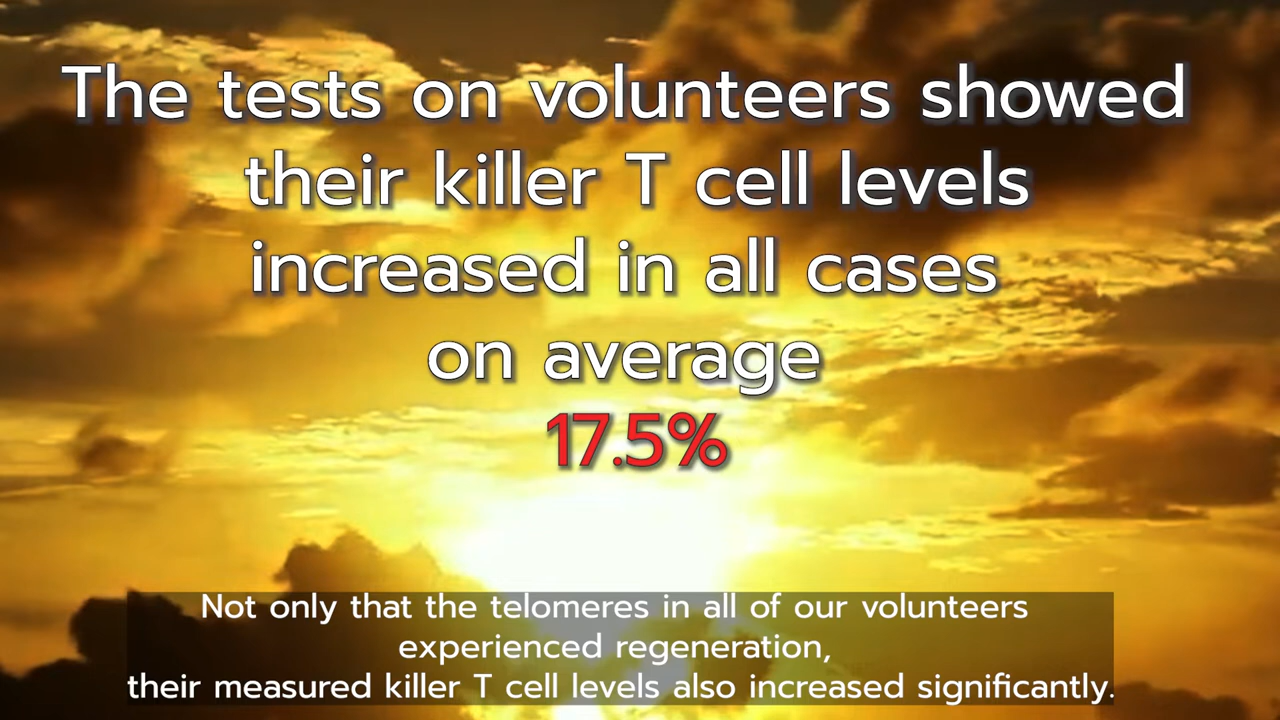 The tests on volunteers showed
their killer T cell levels
increased in all cases
on average
17.5%
Not only that the telomeres in all of our volunteers
experienced regeneration,
their measured killer T cell levels also increased significantly.